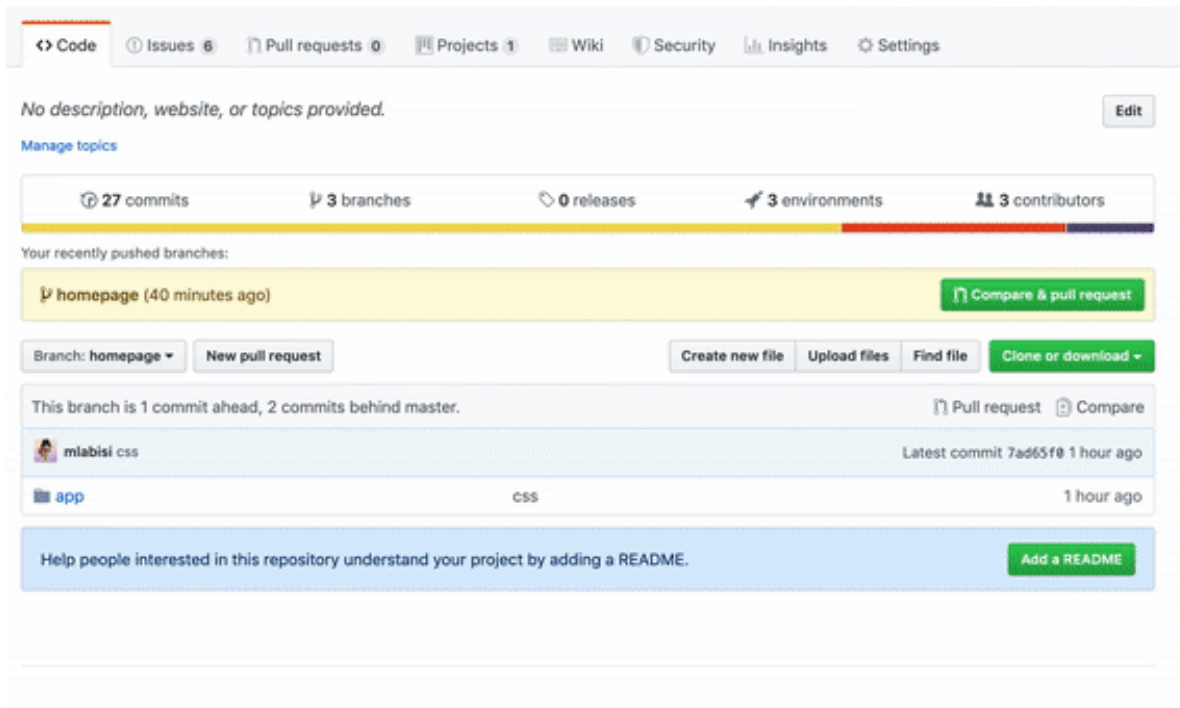 Code Issues 6 Pull requests 0 Projects 1 Wiki Security Insights Settings
No description, website, or topics provided. Edit
Manage topics
27 commits 3 branches 0 releases 3 environments 3 contributors
Your recently pushed branches:
homepage (40 minutes ago) Compare & pull request
Branch: homepage New pull request Create new file Upload files Find file Clone or download
This branch is 1 commit ahead, 2 commits behind master. Pull request Compare
mlabisi css Latest commit 7ad65f0 1 hour ago
app css 1 hour ago
Help people interested in this repository understand your project by adding a README. Add a README